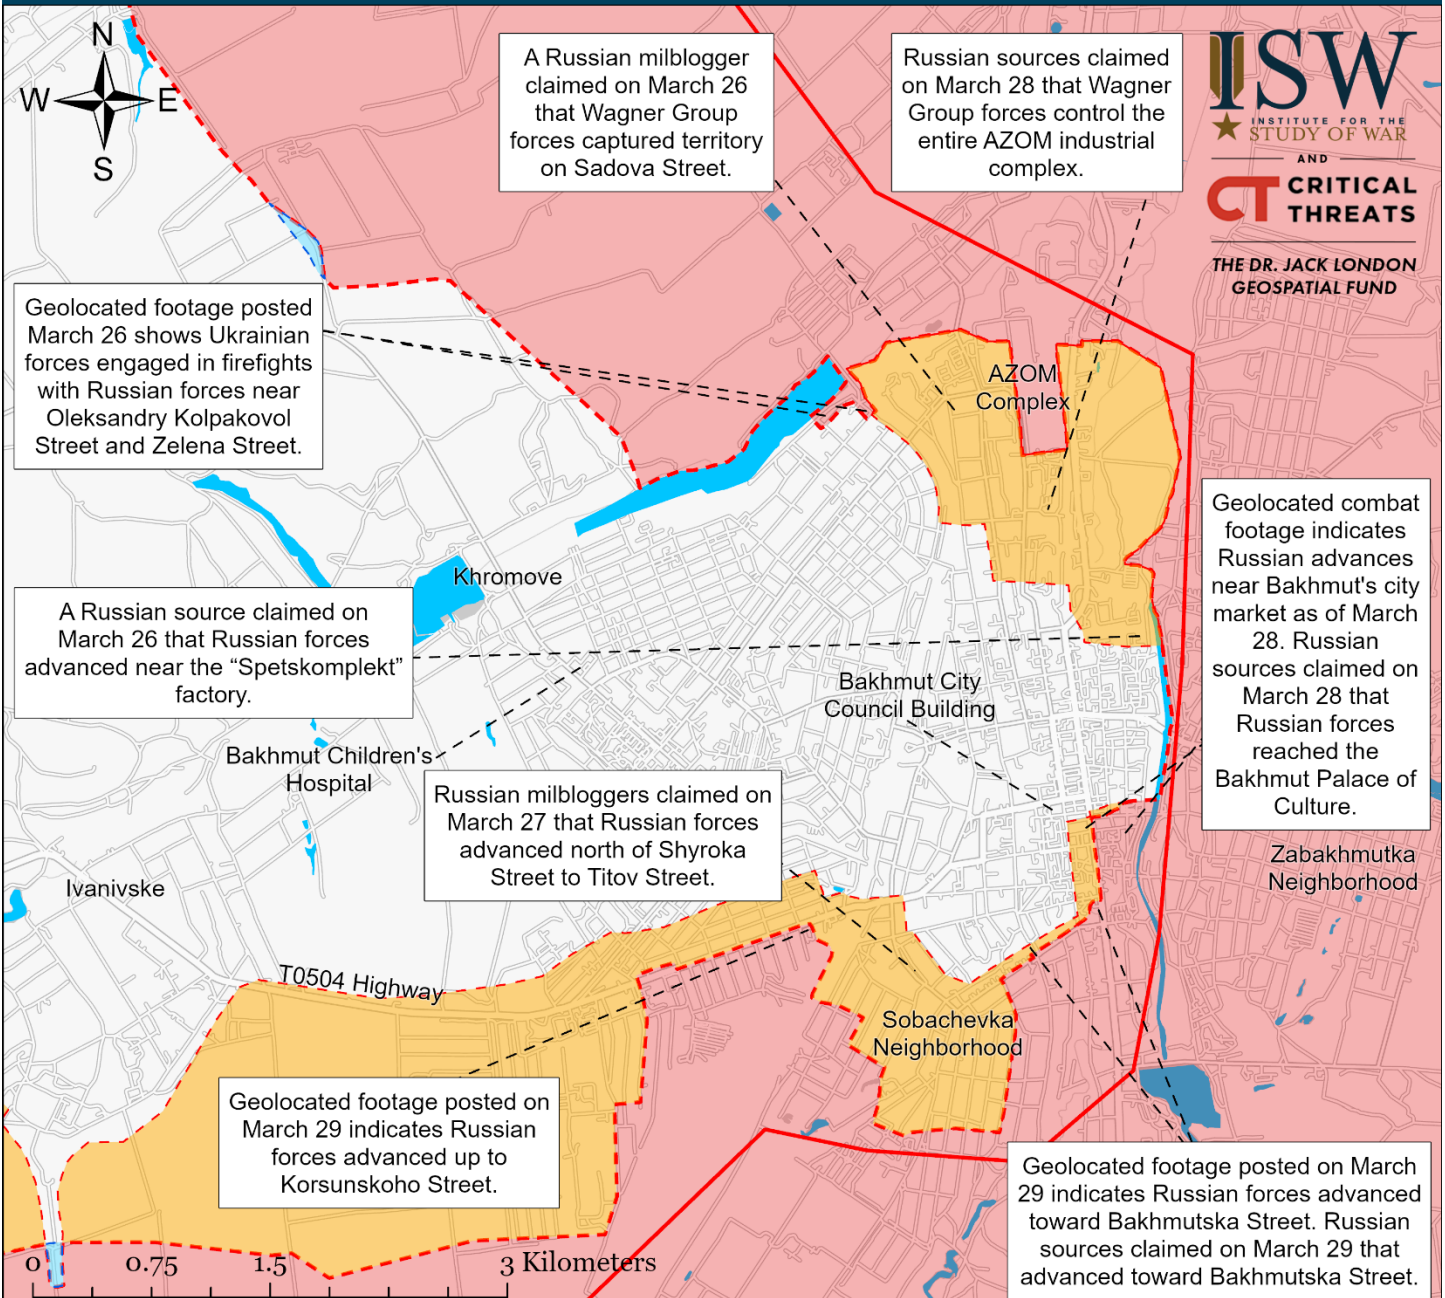 N
W
E
S
A Russian milblogger
claimed on March 26
that Wagner Group
forces captured territory
on Sadova Street.
Russian sources claimed
on March 28 that Wagner
Group forces control the
entire AZOM industrial
complex.
ISW
INSTITUTE FOR THE
STUDY OF WAR
AND
CT CRITICAL
THREATS
THE DR. JACK LONDON
GEOSPATIAL FUND
Geolocated footage posted
March 26 shows Ukrainian
forces engaged in firefights
with Russian forces near
Oleksandry Kolpakovol
Street and Zelena Street.
AZOM
Complex
Geolocated combat
footage indicates
Russian advances
near Bakhmut's city
market as of March
28. Russian
sources claimed on
March 28 that
Russian forces
reached the
Bakhmut Palace of
Culture.
Khromove
A Russian source claimed on
March 26 that Russian forces
advanced near the “Spetskomplekt”
factory.
Bakhmut City
Council Building
Bakhmut Children's
Hospital
Russian milbloggers claimed on
March 27 that Russian forces
advanced north of Shyroka
Street to Titov Street.
Zabakhmutka
Neighborhood
Ivanivske
T0504 Highway
Sobachevka
Neighborhood
Geolocated footage posted on
March 29 indicates Russian
forces advanced up to
Korsunskoho Street.
Geolocated footage posted on March
29 indicates Russian forces advanced
toward Bakhmutska Street. Russian
sources claimed on March 29 that
advanced toward Bakhmutska Street.
0 0.75 1.5 3 Kilometers